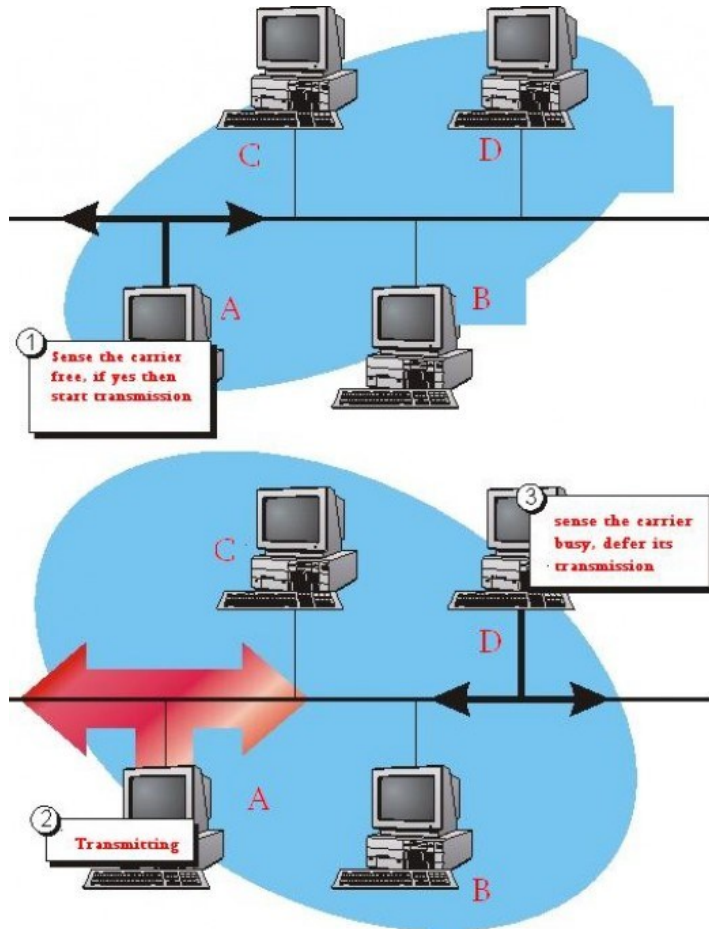 C
D
A
B
1
Sense the carrier
free, if yes then
start transmission
3
sense the carrier
busy, defer its
transmission
C
D
A
2
Transmitting
B